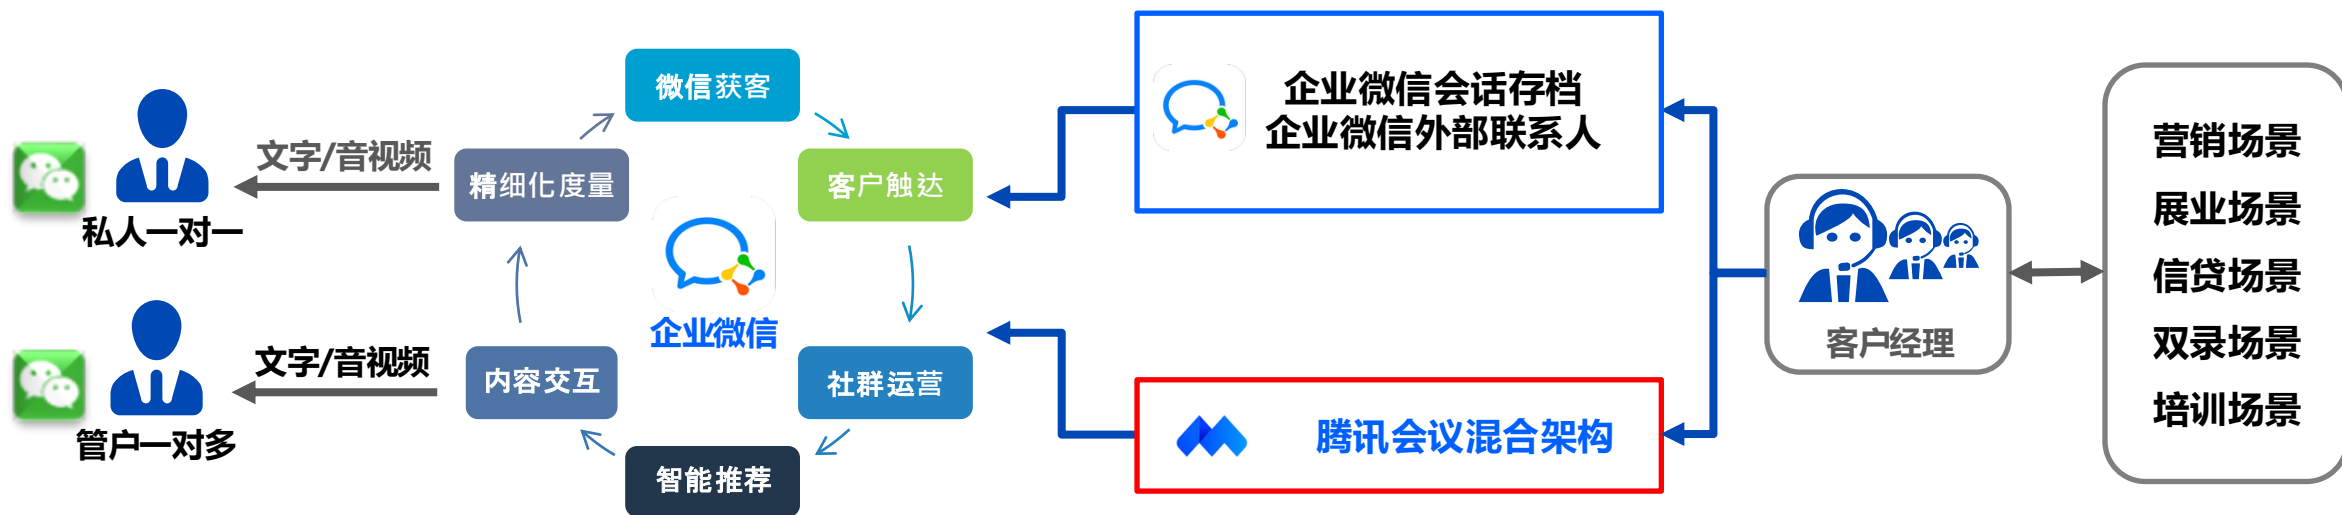 文字/音视频
私人一对一
文字/音视频
管户一对多
微信获客
客户触达
社群运营
智能推荐
内容交互
精细化度量
企业微信
企业微信会话存档
企业微信外部联系人
腾讯会议混合架构
客户经理
营销场景
展业场景
信贷场景
双录场景
培训场景